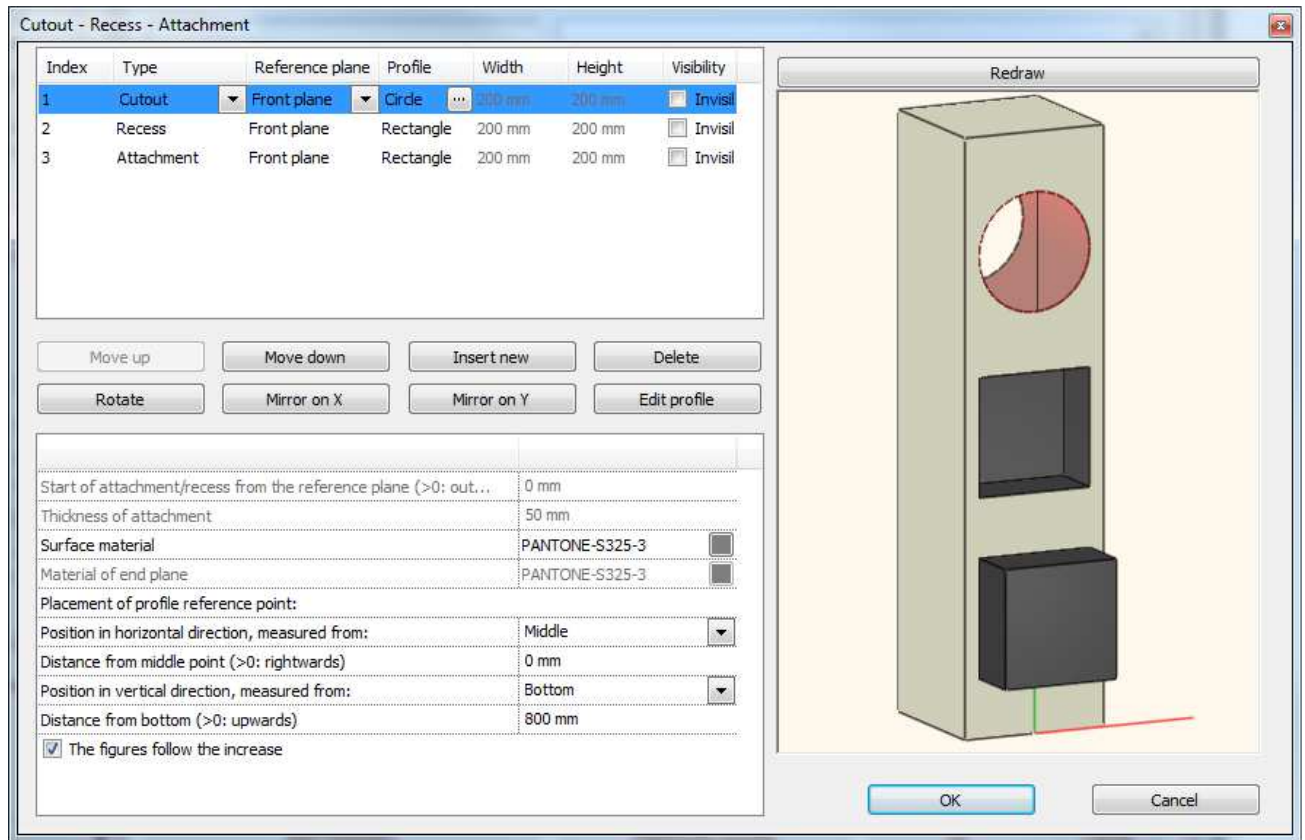 Cutout - Recess - Attachment
Index Type Reference plane Profile Width Height Visibility
1 Cutout Front plane Circle ... 200 mm 200 mm Invisil
2 Recess Front plane Rectangle 200 mm 200 mm Invisil
3 Attachment Front plane Rectangle 200 mm 200 mm Invisil
Redraw
Move up Move down Insert new Delete
Rotate Mirror on X Mirror on Y Edit profile
Start of attachment/recess from the reference plane (>0: out... 0 mm
Thickness of attachment 50 mm
Surface material PANTONE-S325-3
Material of end plane PANTONE-S325-3
Placement of profile reference point:
Position in horizontal direction, measured from: Middle
Distance from middle point (>0: rightwards) 0 mm
Position in vertical direction, measured from: Bottom
Distance from bottom (>0: upwards) 800 mm
The figures follow the increase
OK Cancel